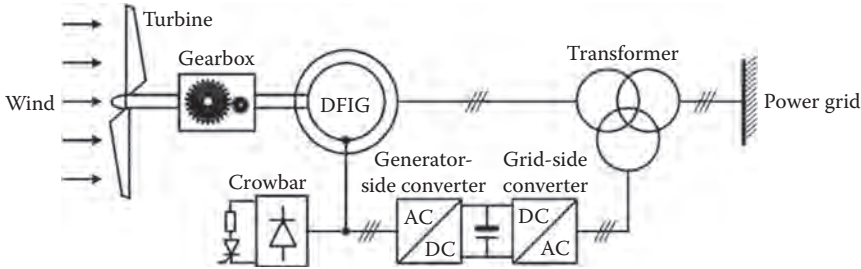 Turbine
Gearbox
Transformer
Wind
DFIG
Power grid
Generator-
side converter
Grid-side
converter
Crowbar
AC
DC
DC
AC